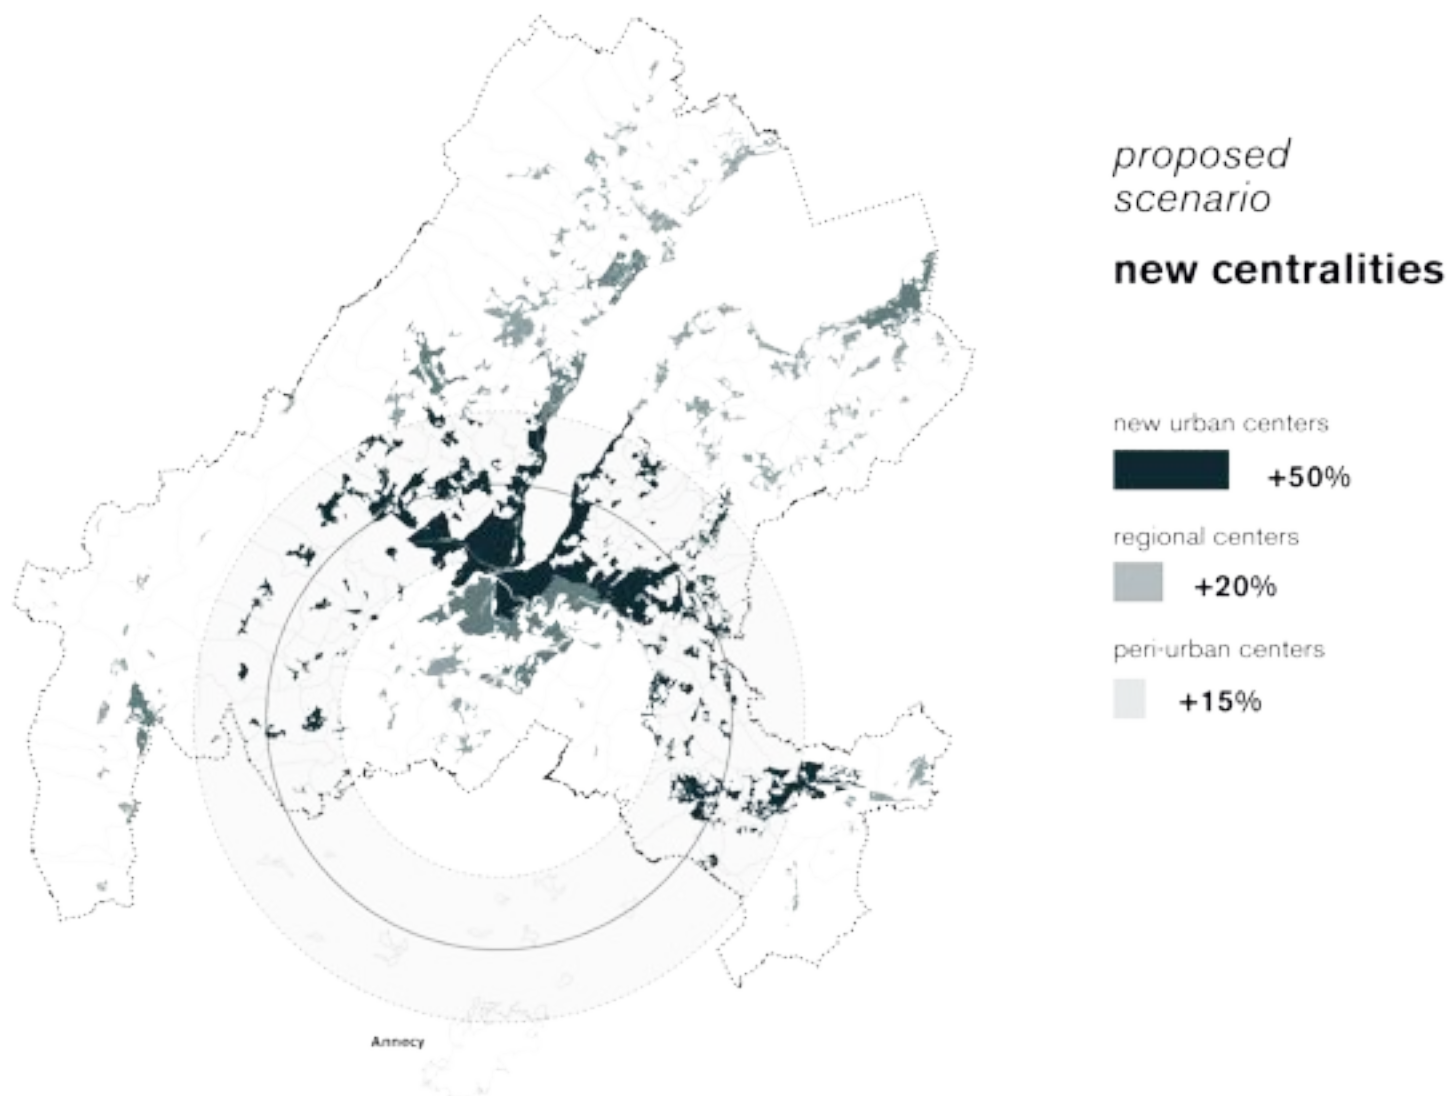 proposed
scenario
new centralities
new urban centers
+50%
regional centers
+20%
peri-urban centers
+15%
Annecy